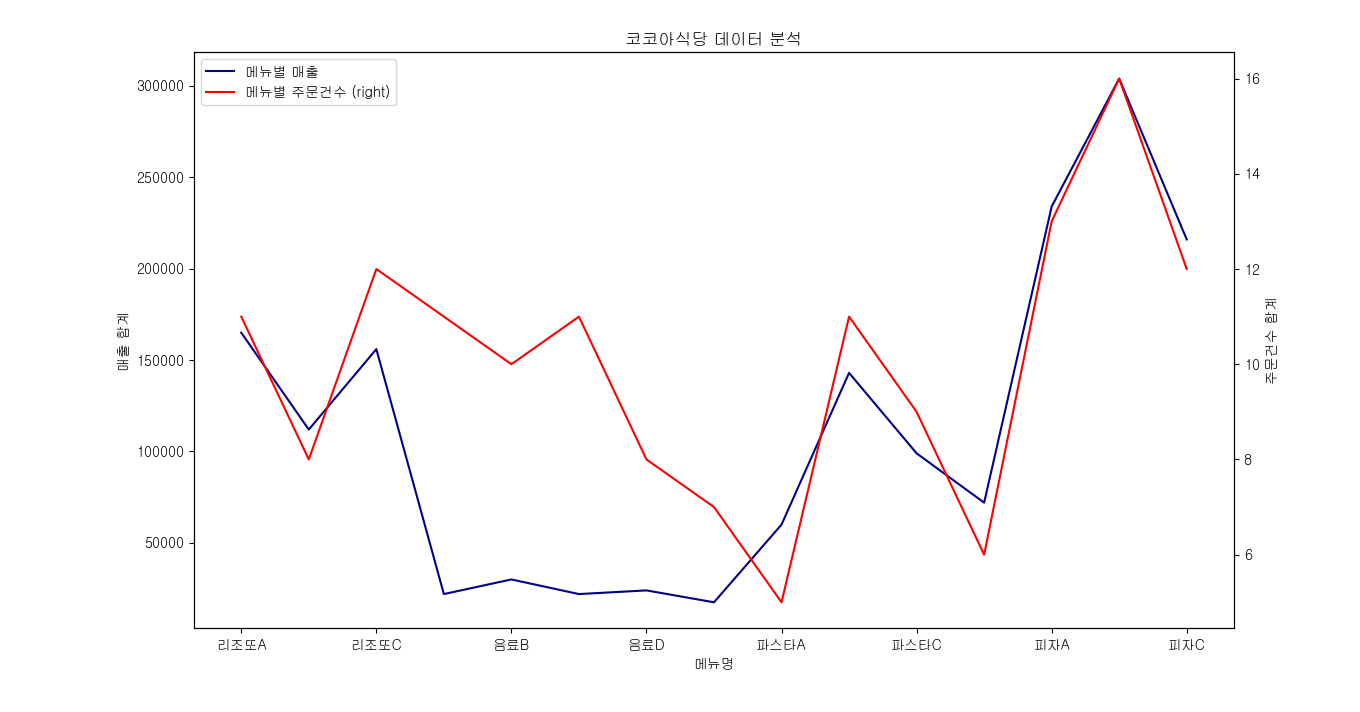 코코아식당 데이터 분석
메뉴별 매출
메뉴별 주문건수 (right)
300000
250000
200000
150000
100000
50000
매출 합계
16
14
12
10
8
6
주문건수 합계
리조또A 리조또C 음료B 음료D 파스타A 파스타C 피자A 피자C
메뉴명